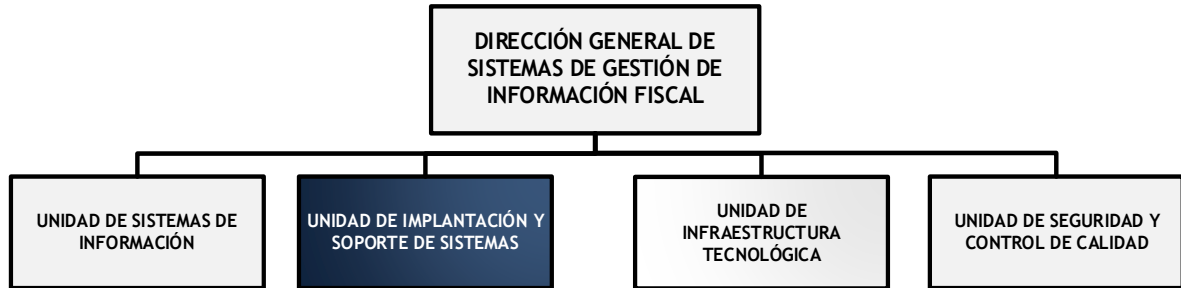 DIRECCIÓN GENERAL DE
SISTEMAS DE GESTIÓN DE
INFORMACIÓN FISCAL
UNIDAD DE SISTEMAS DE
INFORMACIÓN
UNIDAD DE IMPLANTACIÓN Y
SOPORTE DE SISTEMAS
UNIDAD DE
INFRAESTRUCTURA
TECNOLÓGICA
UNIDAD DE SEGURIDAD Y
CONTROL DE CALIDAD